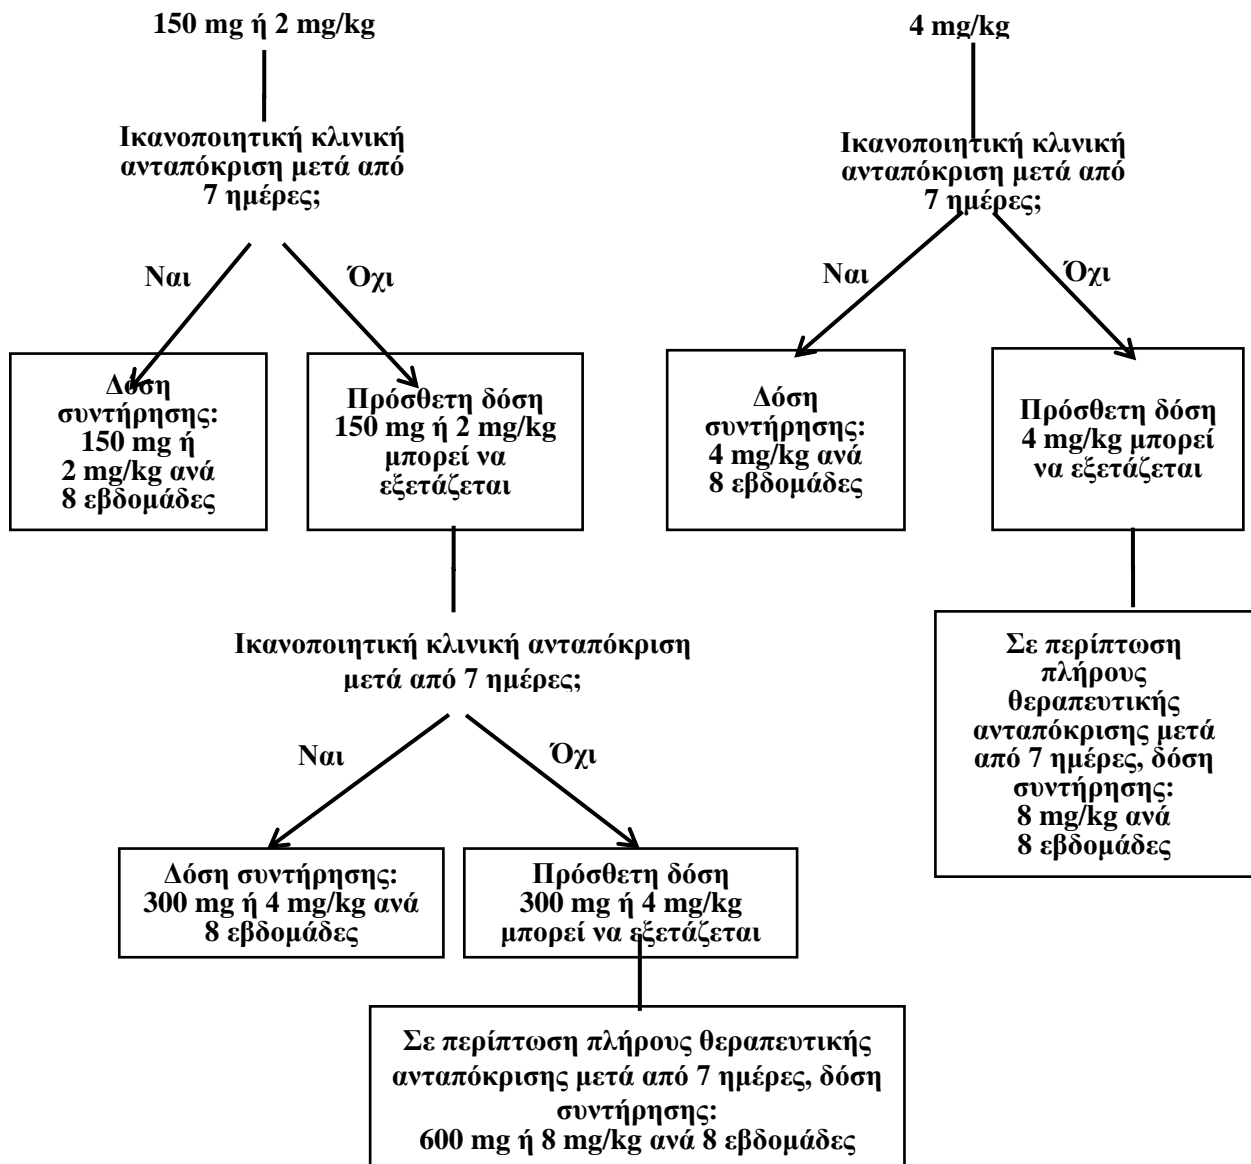 150 mg ή 2 mg/kg
4 mg/kg
Ικανοποιητική κλινική
ανταπόκριση μετά από
7 ημέρες;
Ικανοποιητική κλινική
ανταπόκριση μετά από
7 ημέρες;
Ναι
Όχι
Ναι
Όχι
Δόση
συντήρησης:
150 mg ή
2 mg/kg ανά
8 εβδομάδες
Πρόσθετη δόση
150 mg ή 2 mg/kg
μπορεί να
εξετάζεται
Δόση
συντήρησης:
4 mg/kg ανά
8 εβδομάδες
Πρόσθετη δόση
4 mg/kg μπορεί
να εξετάζεται
Ικανοποιητική κλινική ανταπόκριση
μετά από 7 ημέρες;
Σε περίπτωση
πλήρους
θεραπευτικής
ανταπόκρισης μετά
από 7 ημέρες, δόση
συντήρησης:
8 mg/kg ανά
8 εβδομάδες
Ναι
Όχι
Δόση συντήρησης:
300 mg ή 4 mg/kg ανά
8 εβδομάδες
Πρόσθετη δόση
300 mg ή 4 mg/kg
μπορεί να εξετάζεται
Σε περίπτωση πλήρους θεραπευτικής
ανταπόκρισης μετά από 7 ημέρες, δόση
συντήρησης:
600 mg ή 8 mg/kg ανά 8 εβδομάδες